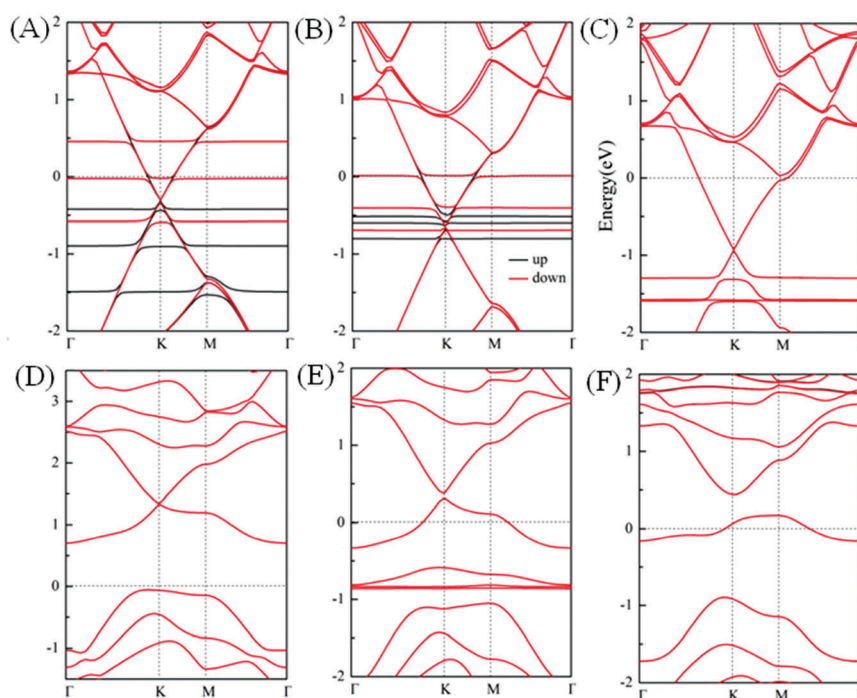 (A) (B) (C)
2 2 2
1 1 1
0 0 0
-1 -1 -1
-2 -2 -2
Energy(eV)
up
down
Γ K M Γ Γ K M Γ Γ K M Γ
(D) (E) (F)
3 2 2
2 1 1
1 0 0
0 -1 -1
-1 -2 -2
Γ K M Γ Γ K M Γ Γ K M Γ